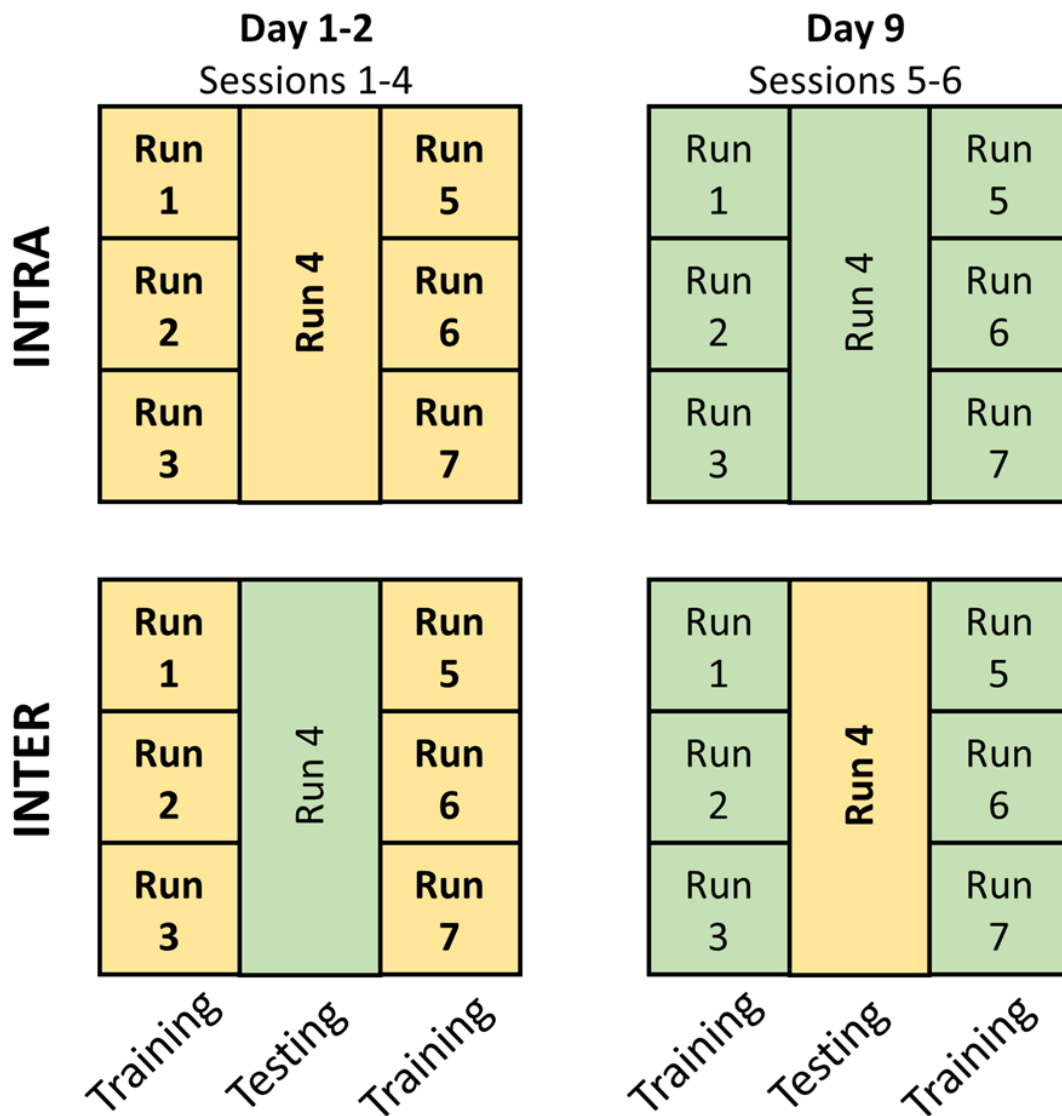 Day 1-2
Sessions 1-4
Day 9
Sessions 5-6
INTRA
Run
1
Run
2
Run
3
Run 4
Run
5
Run
6
Run
7
Run
1
Run
2
Run
3
Run 4
Run
5
Run
6
Run
7
INTER
Run
1
Run
2
Run
3
Run 4
Run
5
Run
6
Run
7
Run
1
Run
2
Run
3
Run 4
Run
5
Run
6
Run
7
Training
Testing
Training
Training
Testing
Training